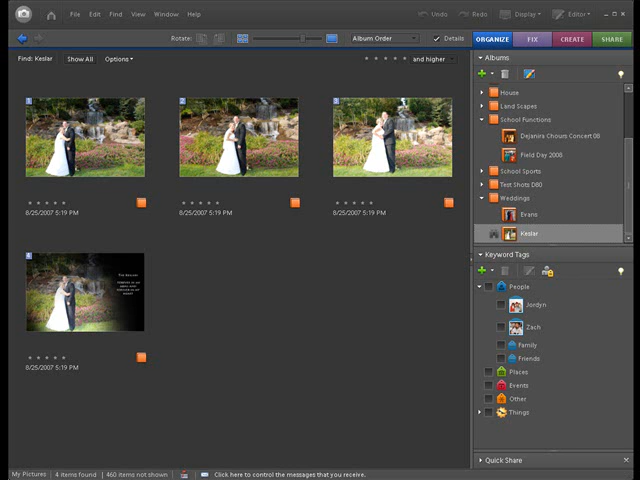 File Edit Find View Window Help Undo Redo Display Editor
Rotate: Album Order Details ORGANIZE FIX CREATE SHARE
Find: Keslar Show All Options and higher
Albums
House
Land Scapes
School Functions
Dejanira Chours Concert 08
Field Day 2008
School Sports
Test Shots D80
Weddings
Evans
Keslar
1
2
3
8/25/2007 5:19 PM
8/25/2007 5:19 PM
8/25/2007 5:19 PM
4
8/25/2007 5:19 PM
Keyword Tags
People
Jordyn
Zach
Family
Friends
Places
Events
Other
Things
Quick Share
My Pictures 4 items found 460 items not shown Click here to control the messages that you receive.